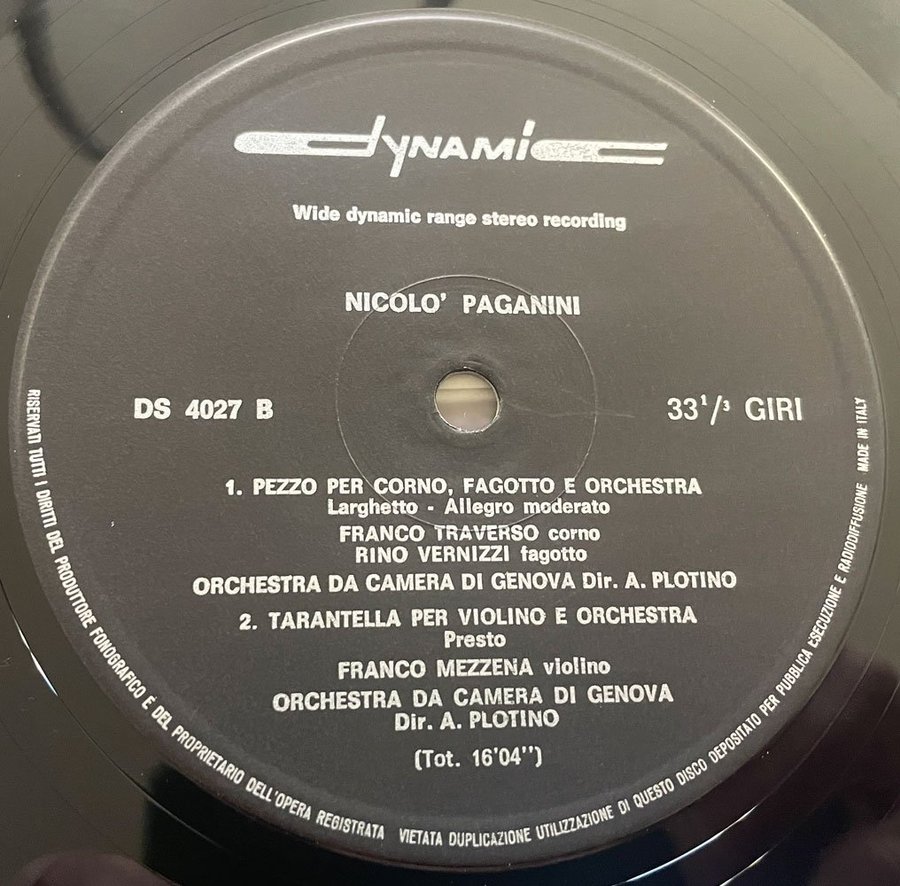 dynamic
Wide dynamic range stereo recording
NICOLO' PAGANINI
DS 4027 B
33 1/3 GIRI
1. PEZZO PER CORNO, FAGOTTO E ORCHESTRA
Larghetto - Allegro moderato
FRANCO TRAVERSO corno
RINO VERNIZZI fagotto
ORCHESTRA DA CAMERA DI GENOVA Dir. A. PLOTINO
2. TARANTELLA PER VIOLINO E ORCHESTRA
Presto
FRANCO MEZZENA violino
ORCHESTRA DA CAMERA DI GENOVA
Dir. A. PLOTINO
(Tot. 16'04")
RISERVATI TUTTI I DIRITTI DEL PRODUTTORE FONOGRAFICO E DEL PROPRIETARIO DELL'OPERA REGISTRATA VIETATA DUPLICAZIONE UTILIZZAZIONE DI QUESTO DISCO DEPOSITATO PER PUBBLICA ESECUZIONE E RADIODIFFUSIONE MADE IN ITALY